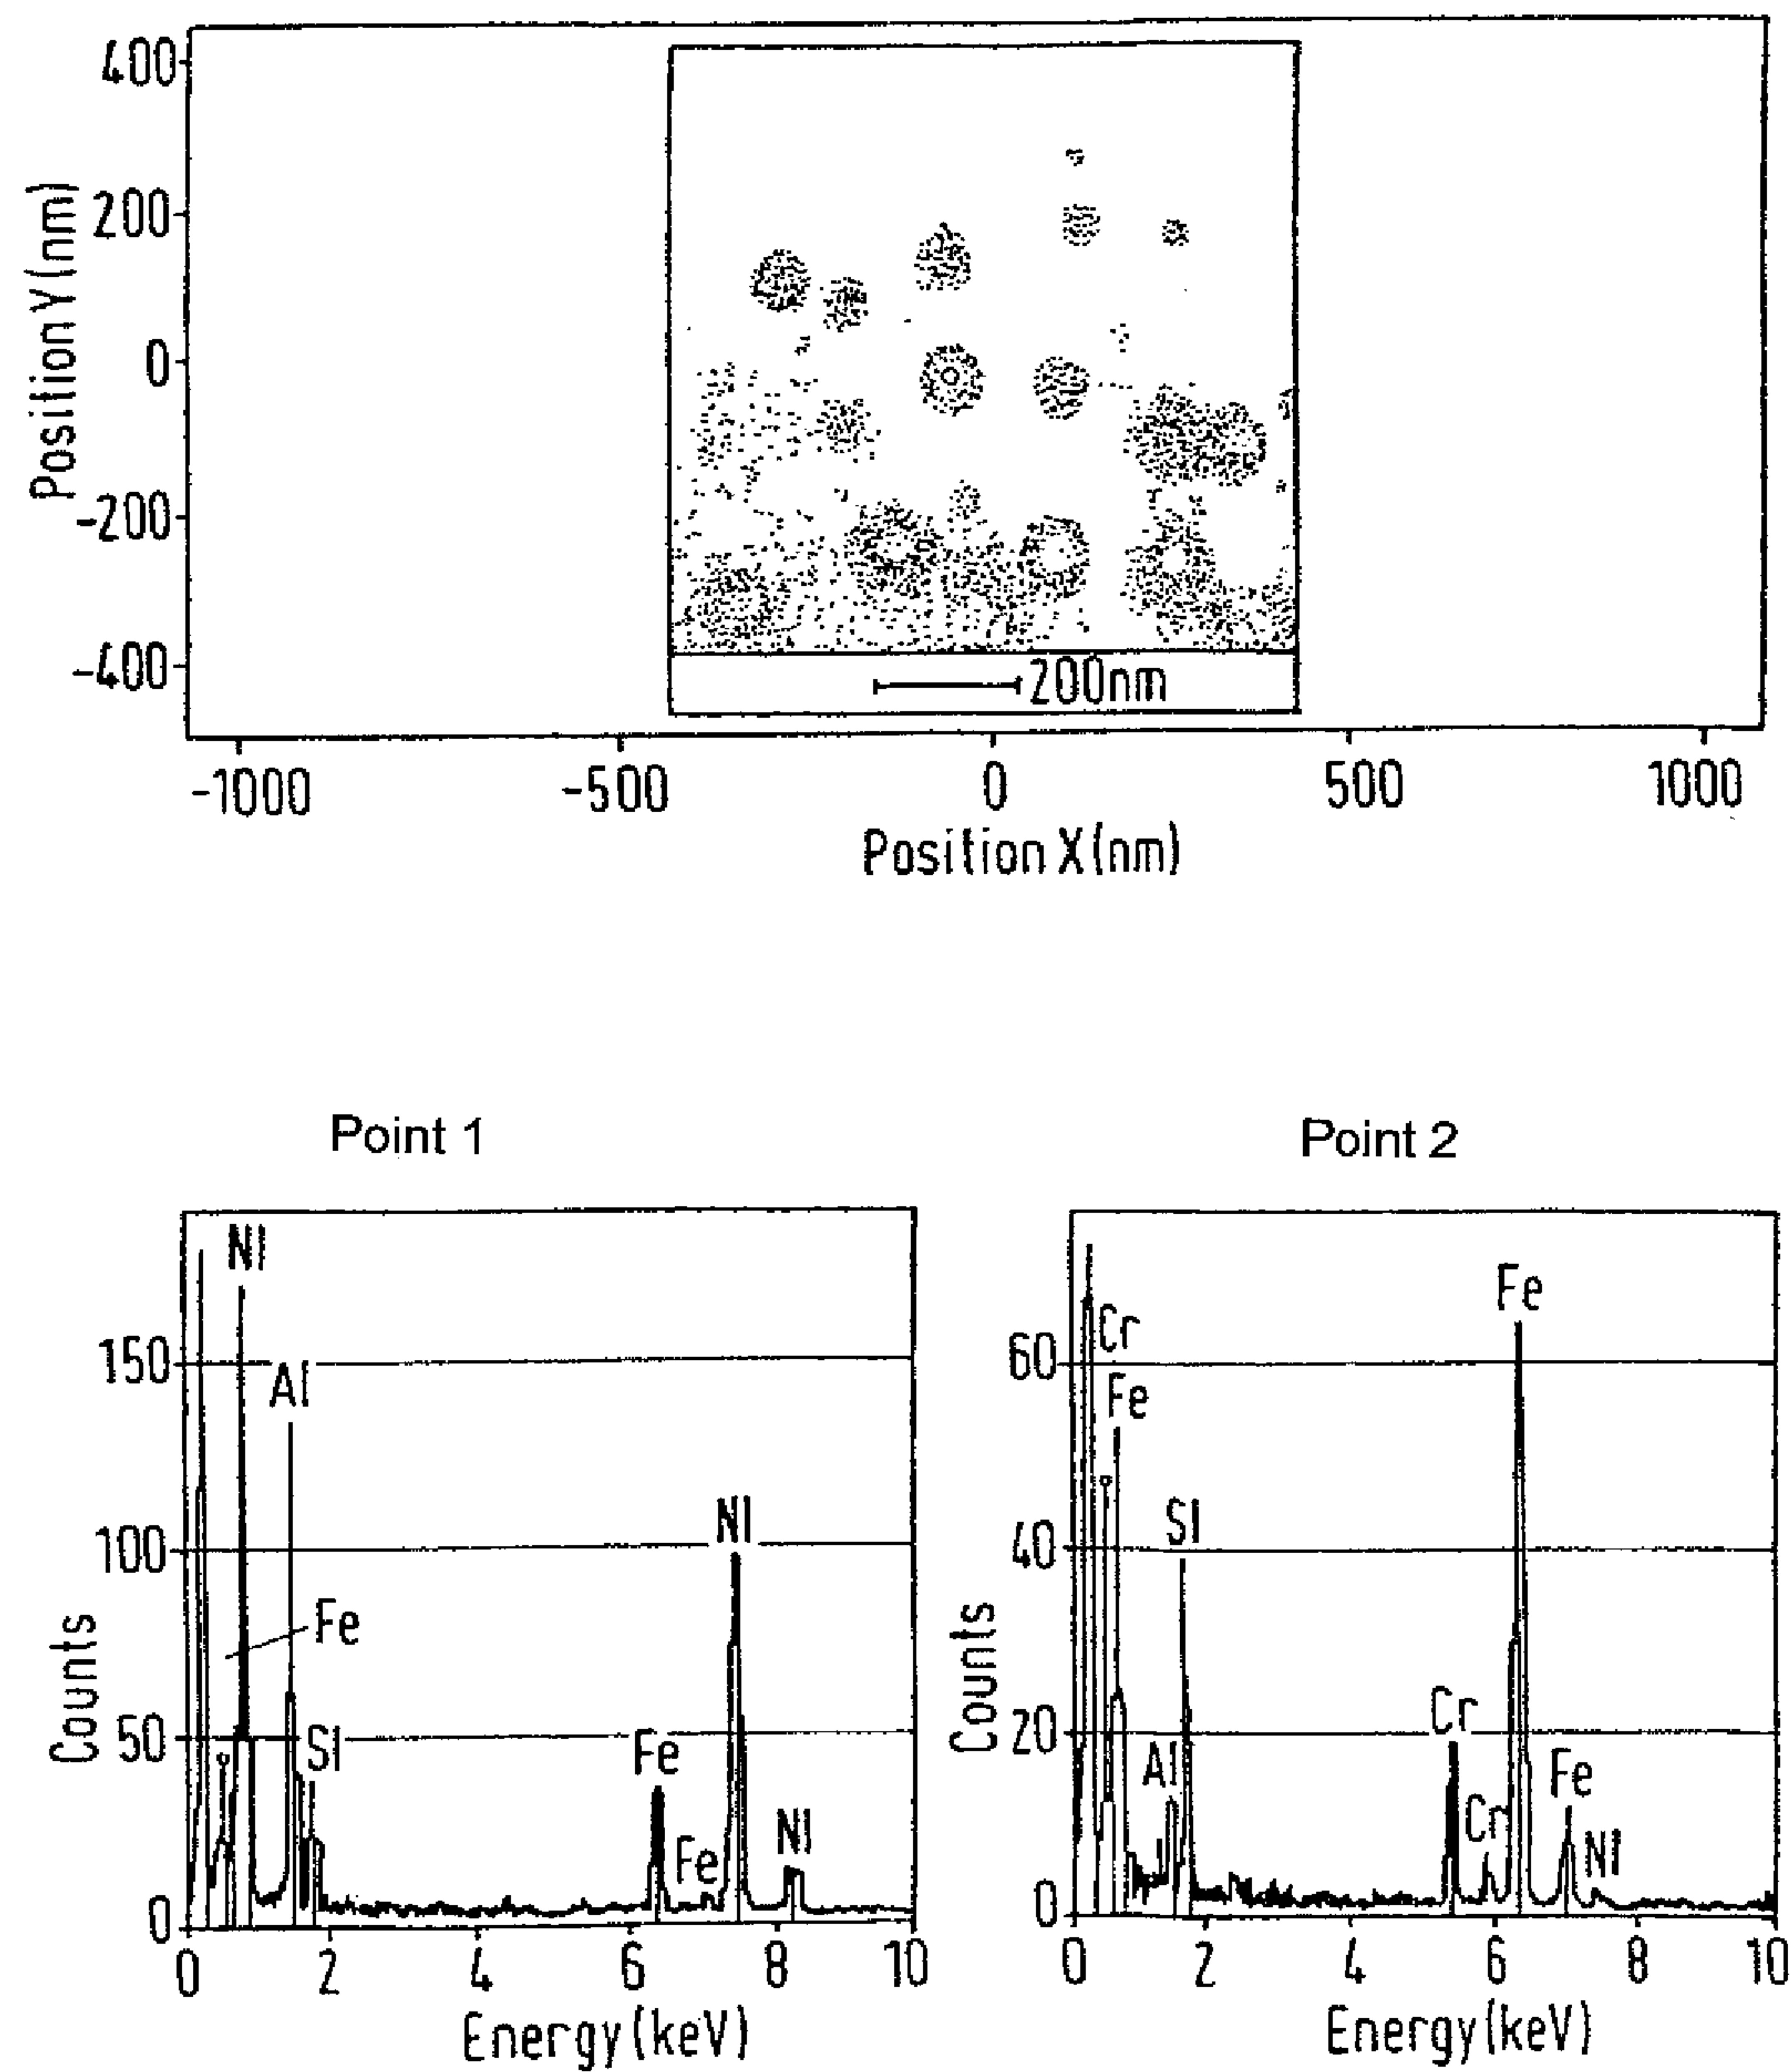 400
200
0
-200
-400
Position Y (nm)
200nm
-1000 -500 0 500 1000
Position X (nm)
Point 1
NI
Al
Fe
SI
Fe
Fe
NI
NI
150
100
50
0
Counts
0 2 4 6 8 10
Energy (keV)
Point 2
Cr
Fe
SI
Al
Cr
Cr
Fe
Fe
NI
60
40
20
0
Counts
0 2 4 6 8 10
Energy (keV)